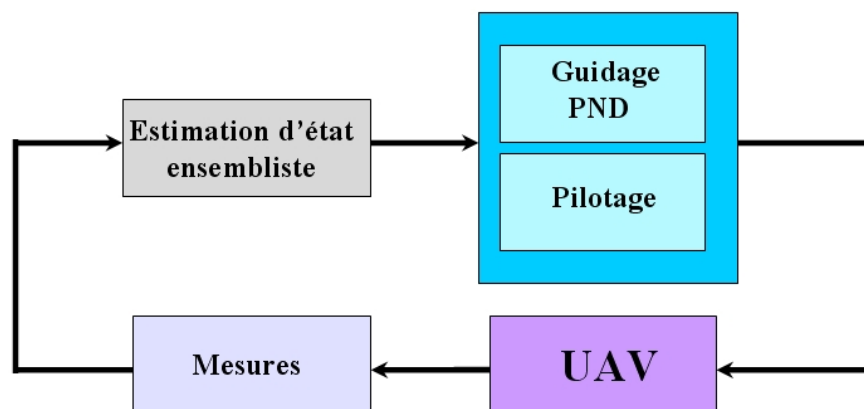 Guidage
PND
Estimation d'état
ensembliste
Pilotage
Mesures
UAV